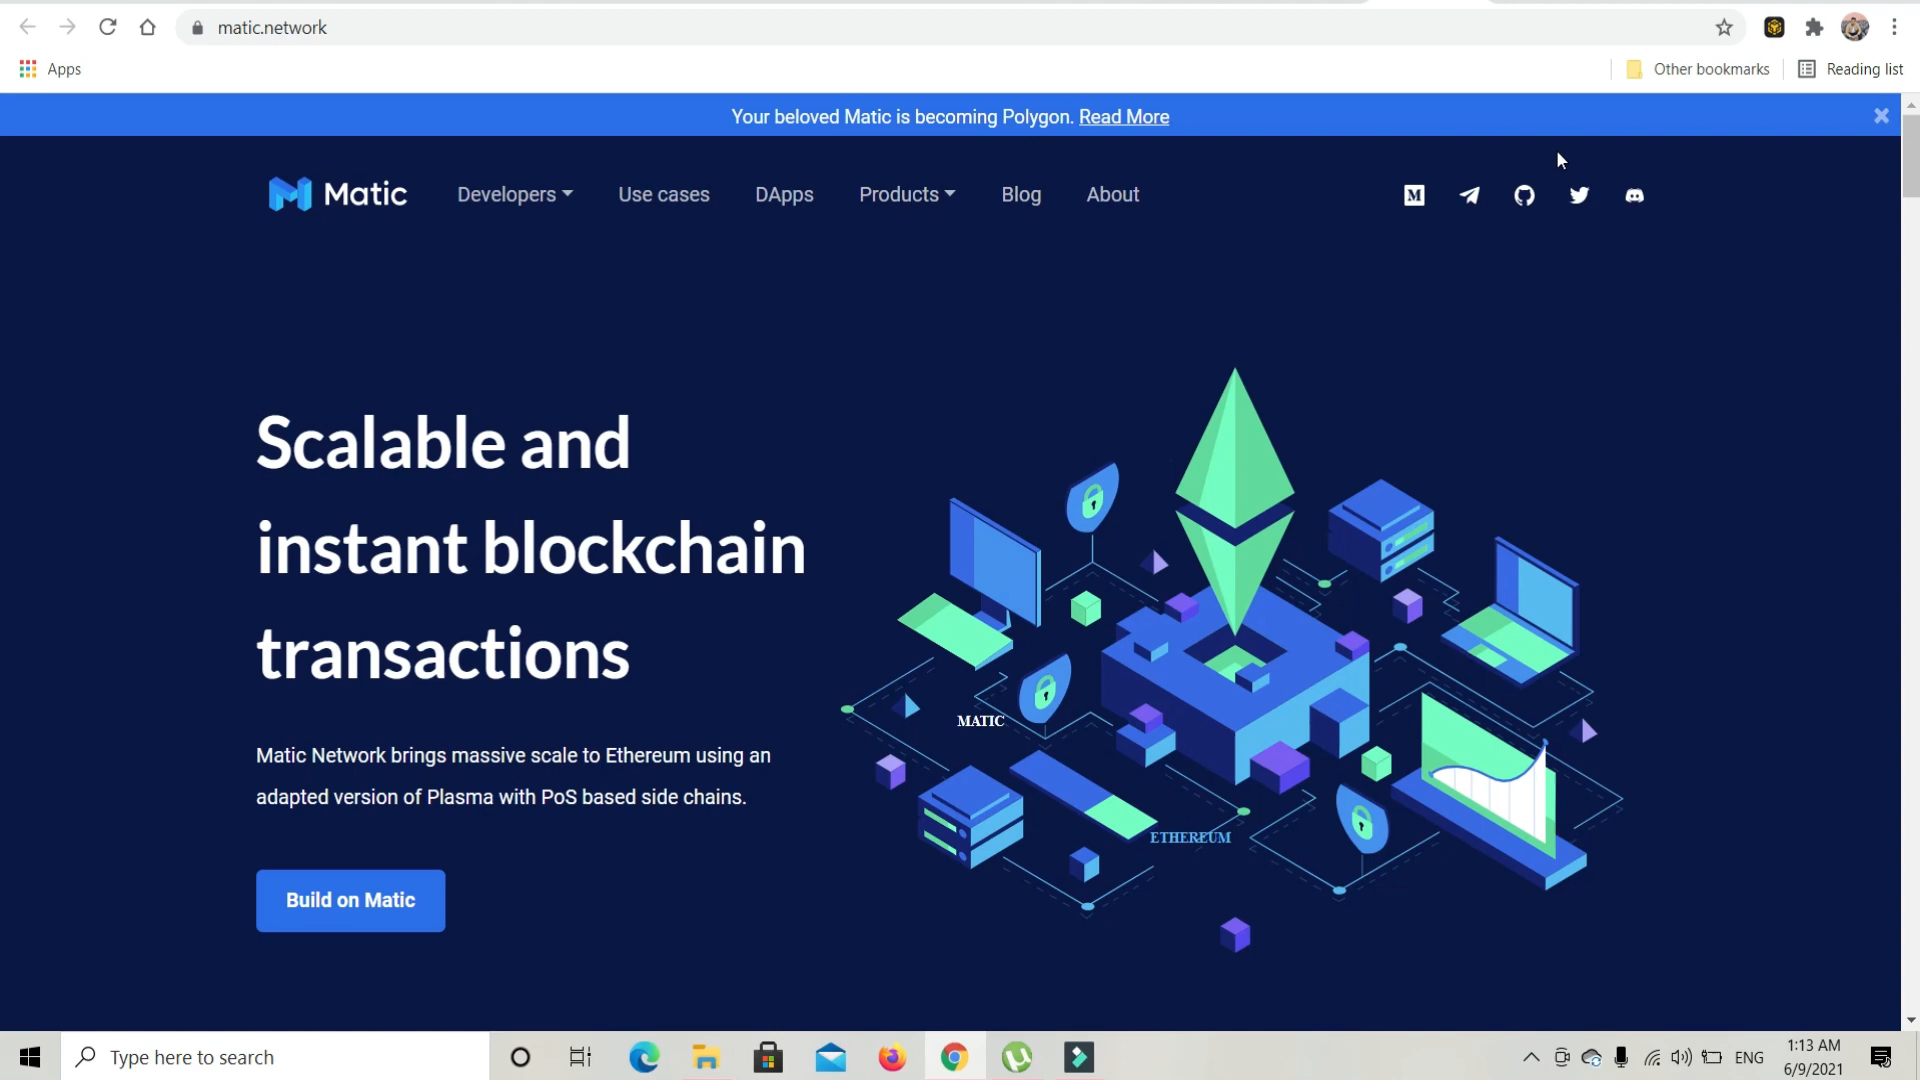 matic.network
Apps
Other bookmarks
Reading list
Your beloved Matic is becoming Polygon. Read More
Matic
Developers
Use cases
DApps
Products
Blog
About
M
Scalable and
instant blockchain
transactions
Matic Network brings massive scale to Ethereum using an
adapted version of Plasma with PoS based side chains.
Build on Matic
MATIC
ETHEREUM
Type here to search
ENG
1:13 AM
6/9/2021